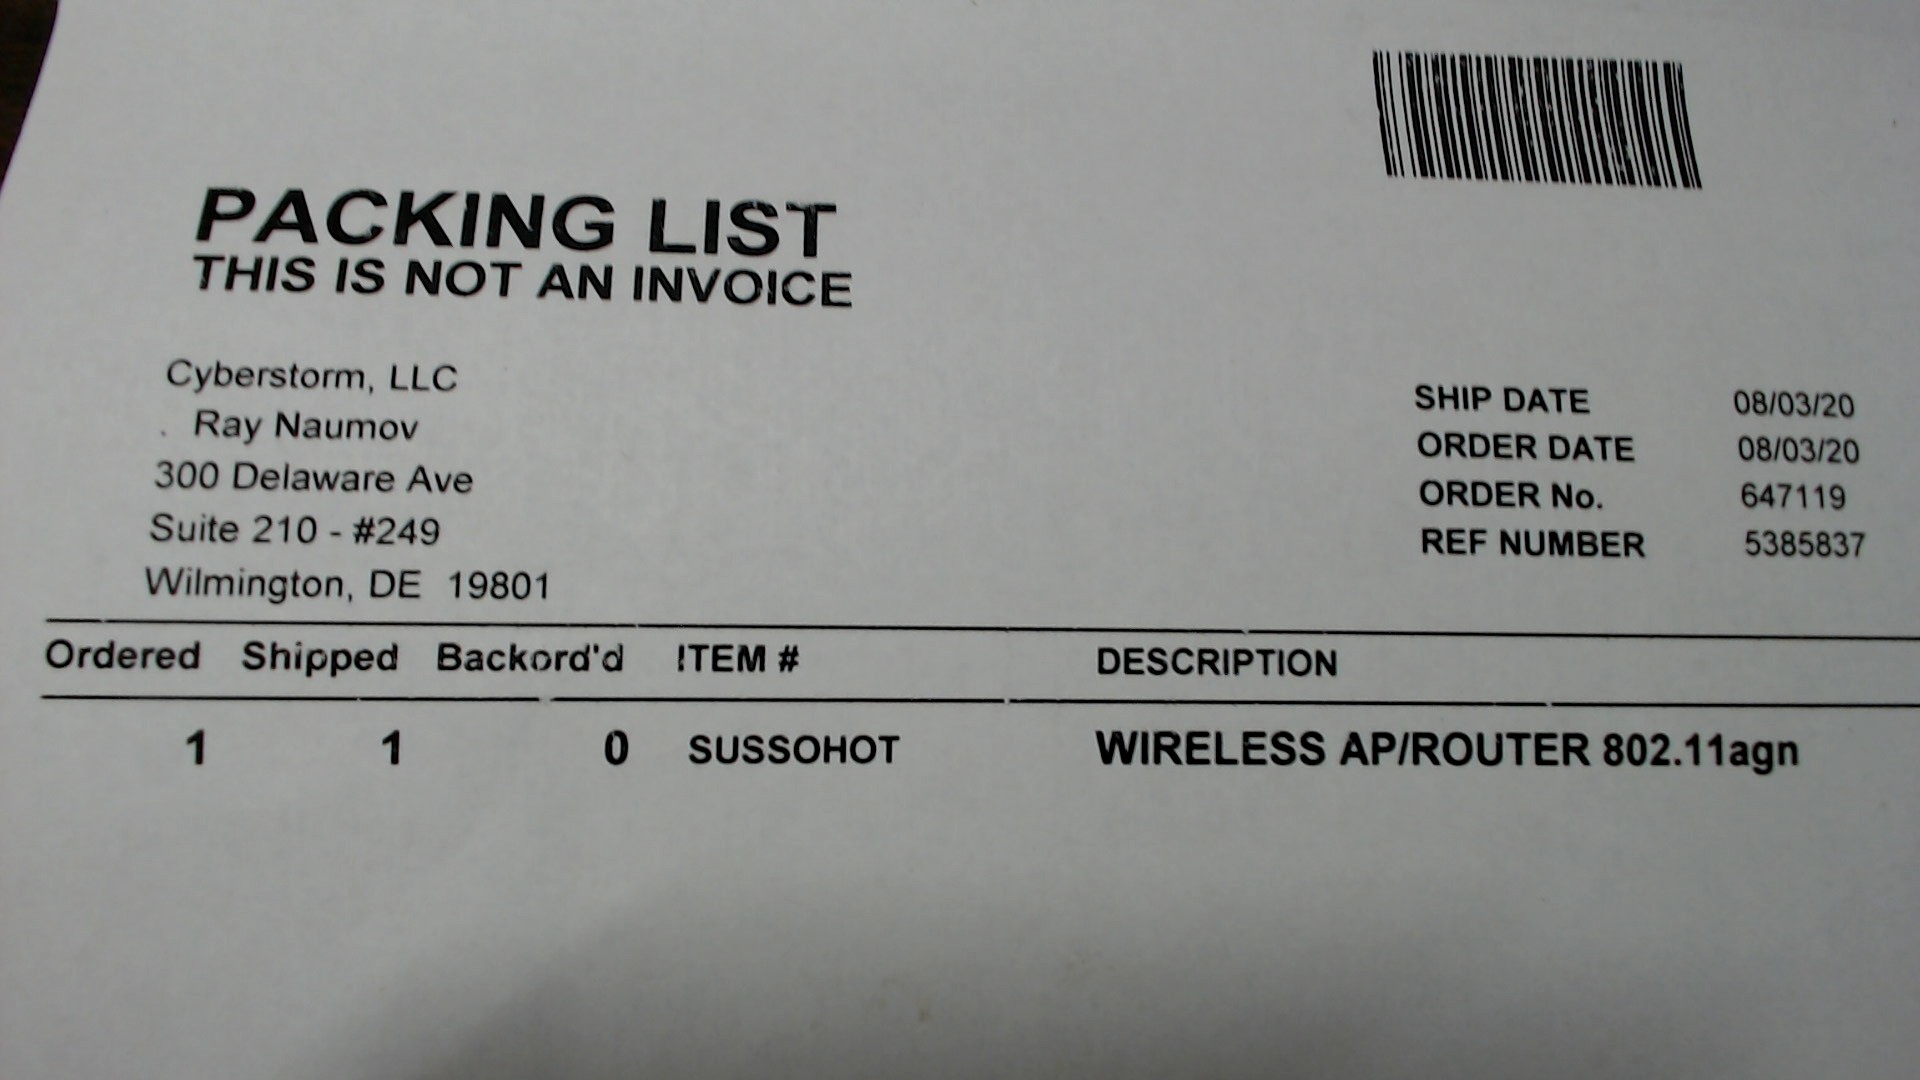 PACKING LIST
THIS IS NOT AN INVOICE
Cyberstorm, LLC
. Ray Naumov
300 Delaware Ave
Suite 210 - #249
Wilmington, DE 19801
SHIP DATE 08/03/20
ORDER DATE 08/03/20
ORDER No. 647119
REF NUMBER 5385837
Ordered Shipped Backord'd ITEM # DESCRIPTION
1 1 0 SUSSOHOT WIRELESS AP/ROUTER 802.11agn